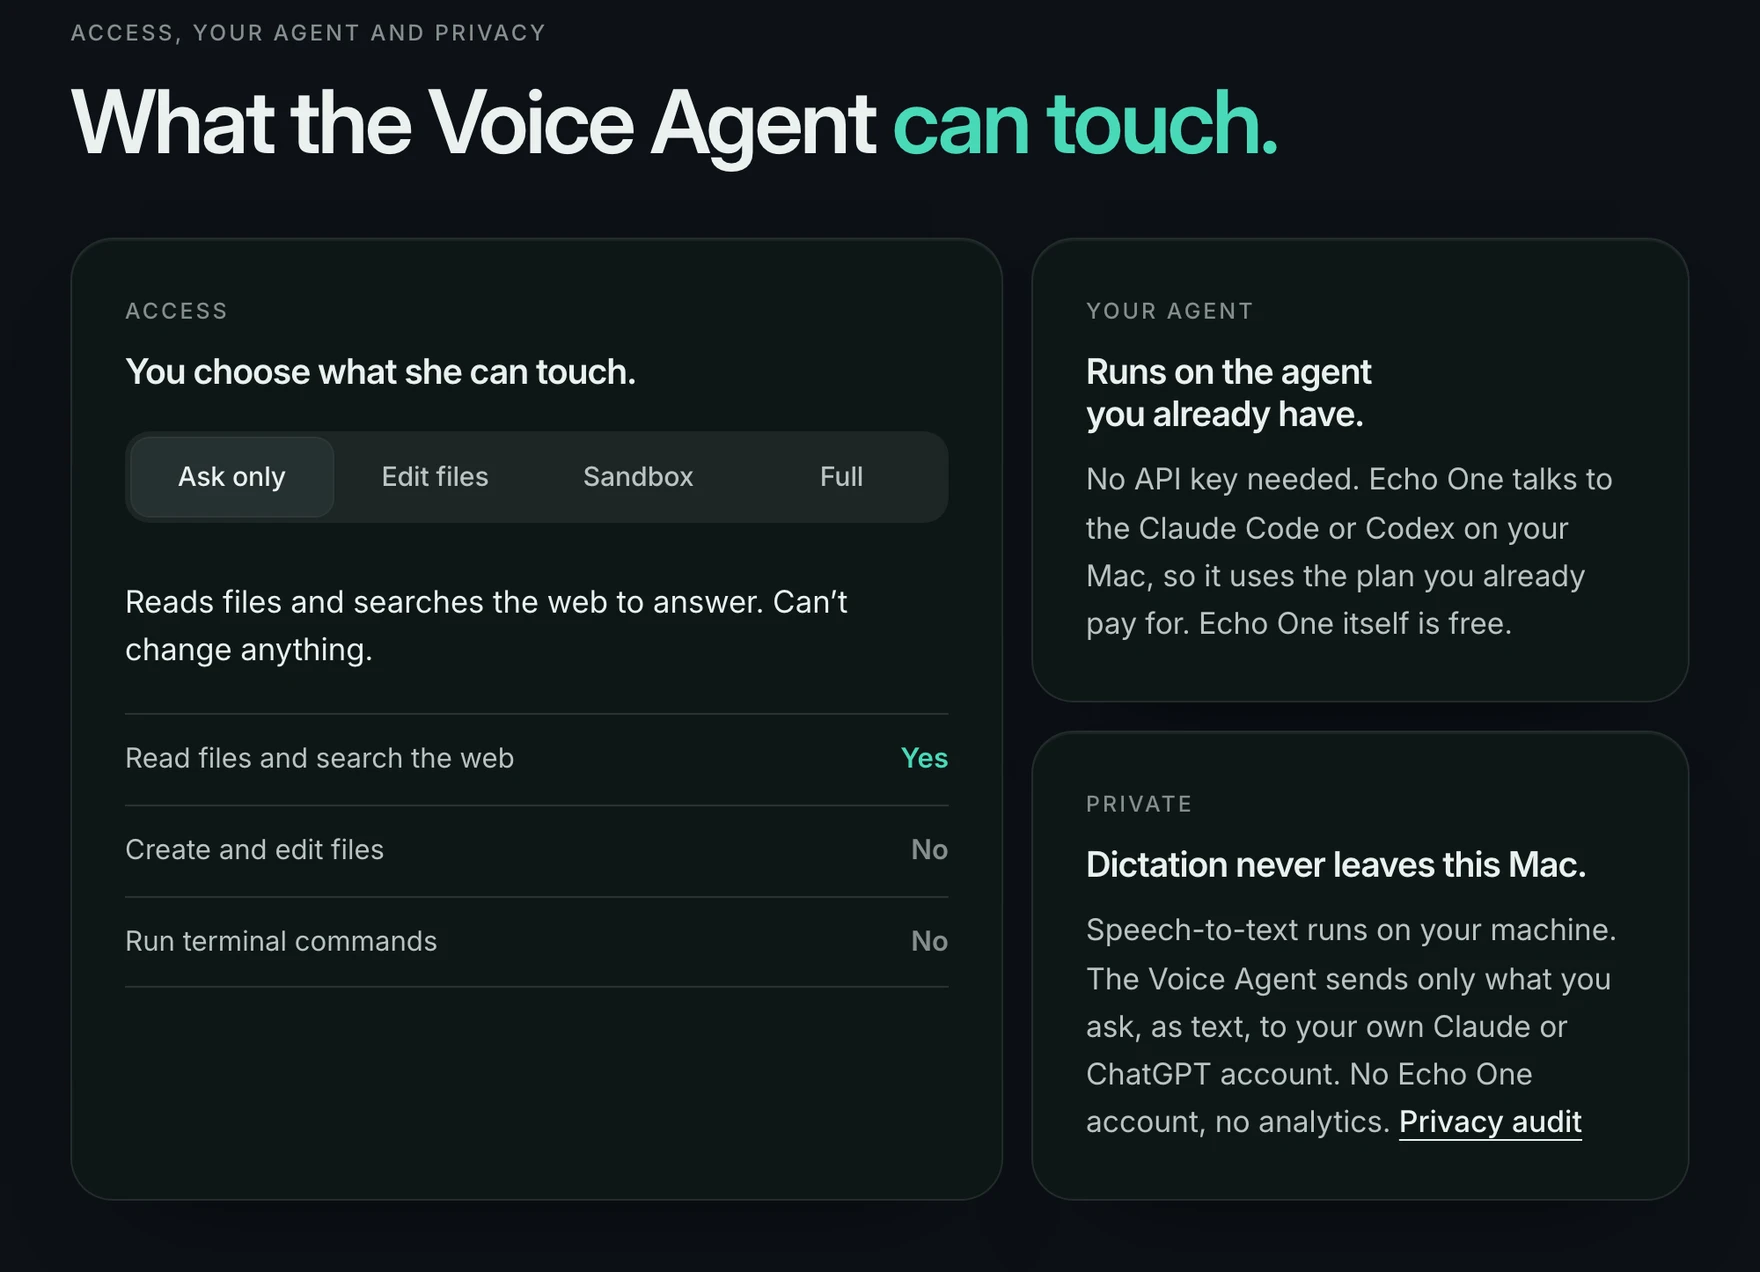 ACCESS, YOUR AGENT AND PRIVACY
What the Voice Agent can touch.
ACCESS
You choose what she can touch.
Ask only
Edit files
Sandbox
Full
Reads files and searches the web to answer. Can’t
change anything.
Read files and search the web
Yes
Create and edit files
No
Run terminal commands
No
YOUR AGENT
Runs on the agent
you already have.
No API key needed. Echo One talks to
the Claude Code or Codex on your
Mac, so it uses the plan you already
pay for. Echo One itself is free.
PRIVATE
Dictation never leaves this Mac.
Speech-to-text runs on your machine.
The Voice Agent sends only what you
ask, as text, to your own Claude or
ChatGPT account. No Echo One
account, no analytics. Privacy audit